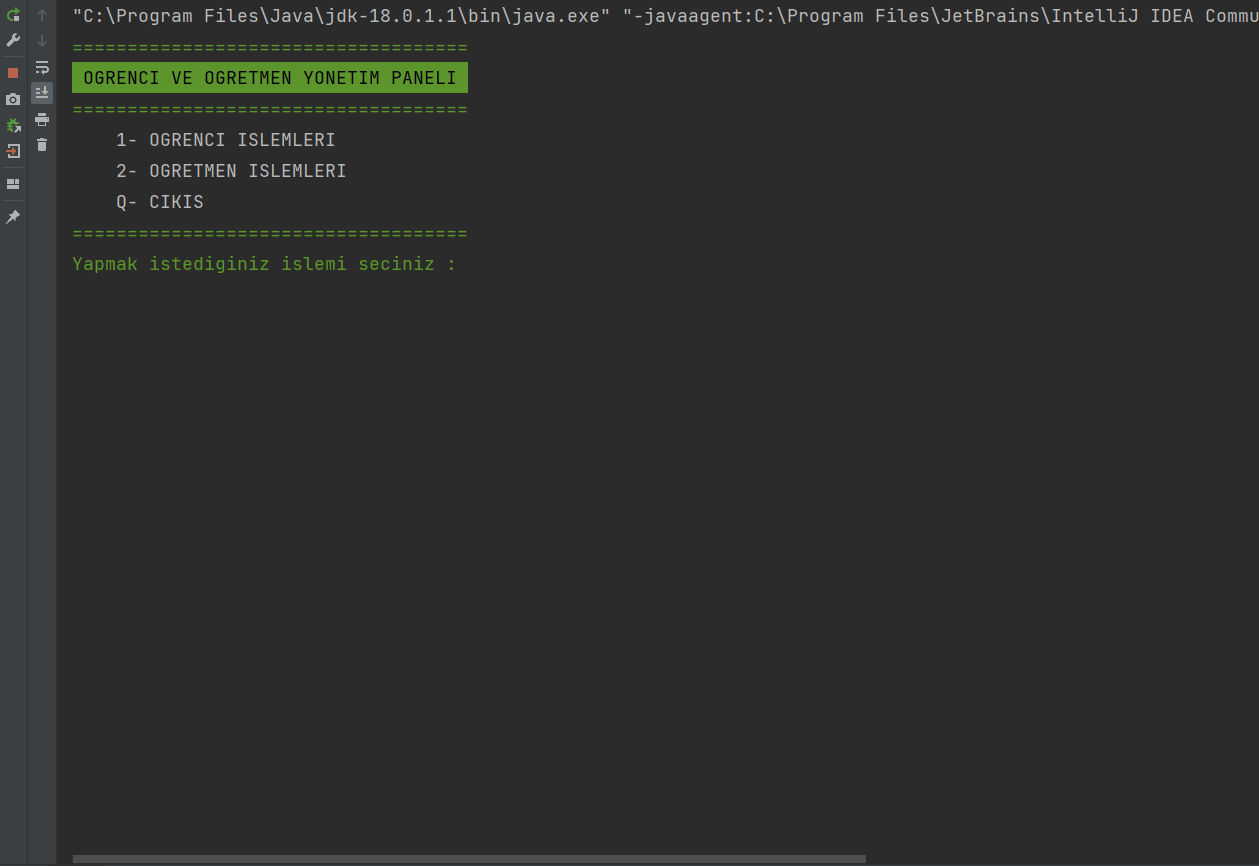 "C:\Program Files\Java\jdk-18.0.1.1\bin\java.exe" "-javaagent:C:\Program Files\JetBrains\IntelliJ IDEA Commu
====================================
OGRENCI VE OGRETMEN YONETIM PANELI
====================================
1- OGRENCI ISLEMLERI
2- OGRETMEN ISLEMLERI
Q- CIKIS
====================================
Yapmak istediginiz islemi seciniz :